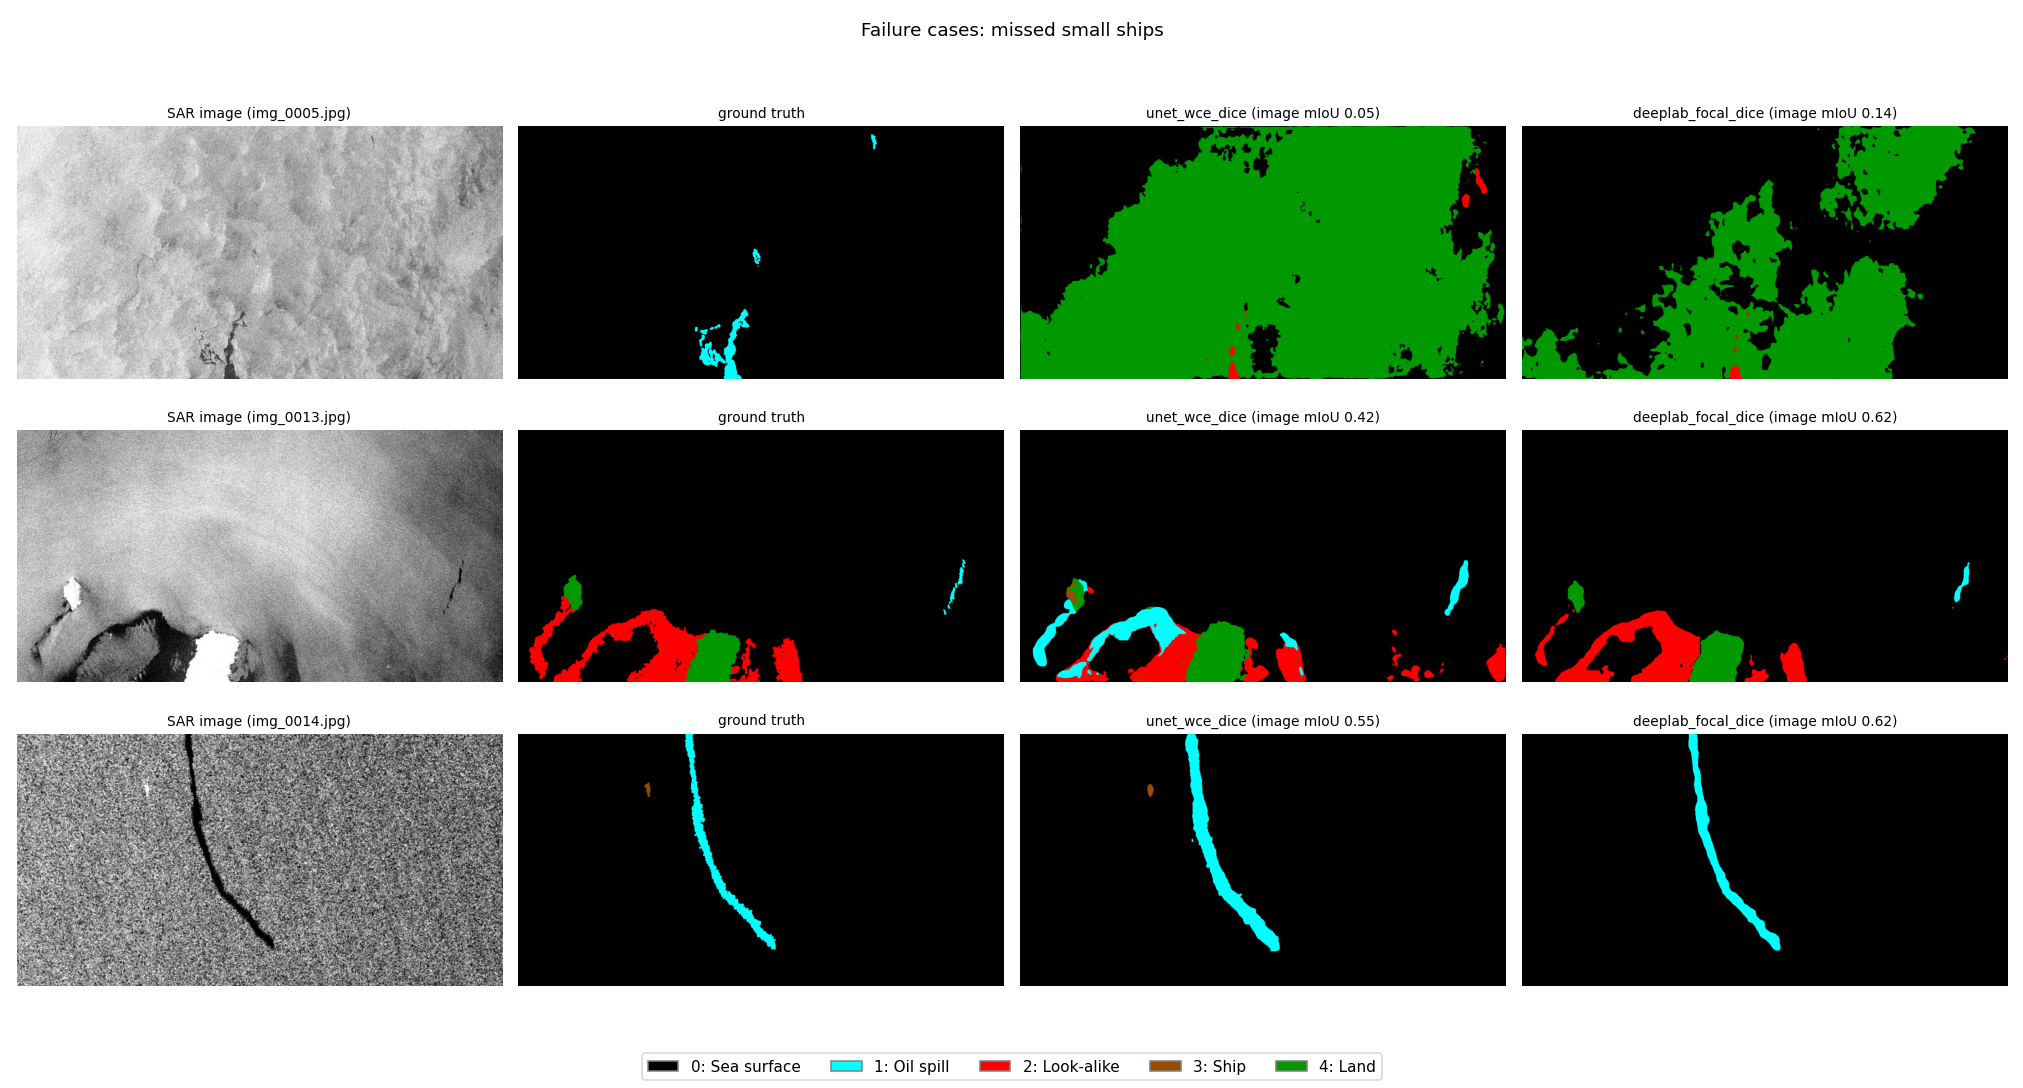 Failure cases: missed small ships
SAR image (img_0005.jpg)
ground truth
unet_wce_dice (image mIoU 0.05)
deeplab_focal_dice (image mIoU 0.14)
SAR image (img_0013.jpg)
ground truth
unet_wce_dice (image mIoU 0.42)
deeplab_focal_dice (image mIoU 0.62)
SAR image (img_0014.jpg)
ground truth
unet_wce_dice (image mIoU 0.55)
deeplab_focal_dice (image mIoU 0.62)
0: Sea surface
1: Oil spill
2: Look-alike
3: Ship
4: Land